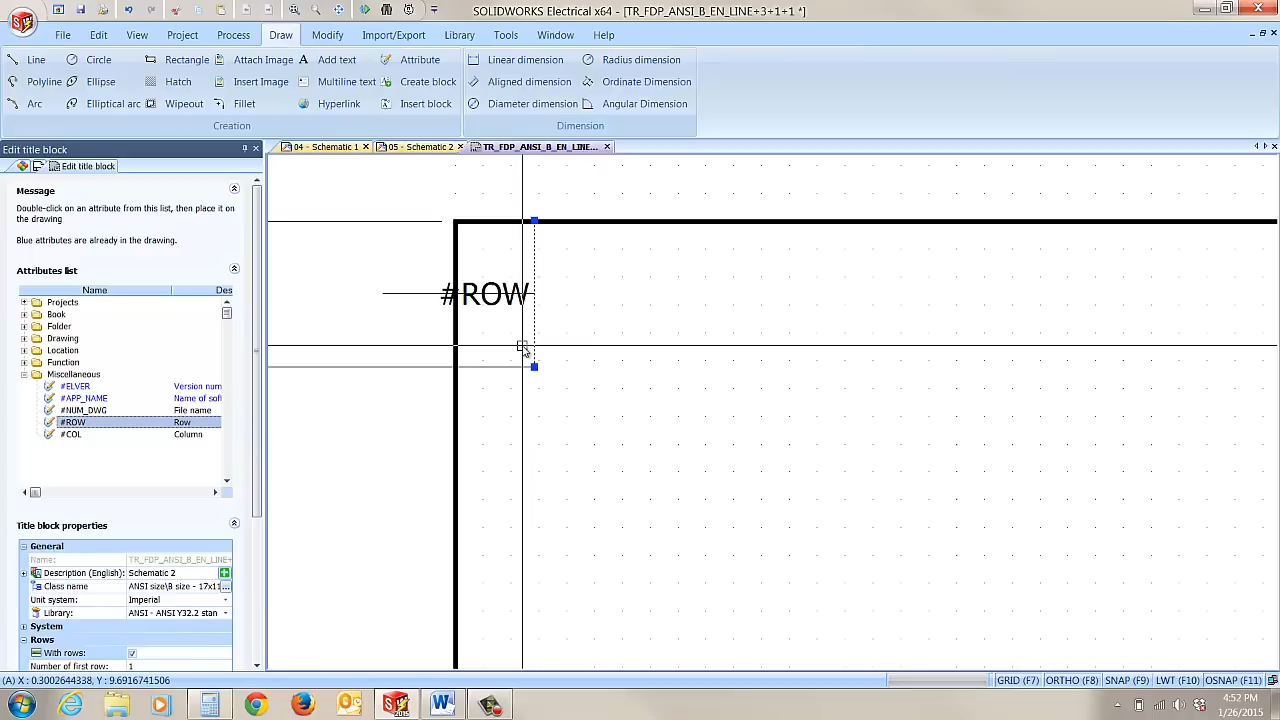 SOLIDWORKS Electrical x64 - [TR_FDP_ANSI_B_EN_LINE+3+1+1 *]
File Edit View Project Process Draw Modify Import/Export Library Tools Window Help
Line Circle Rectangle Attach Image Add text Attribute Linear dimension Radius dimension
Polyline Ellipse Hatch Insert Image Multiline text Create block Aligned dimension Ordinate Dimension
Arc Elliptical arc Wipeout Fillet Hyperlink Insert block Diameter dimension Angular Dimension
Creation Dimension
Edit title block
04 - Schematic 1 05 - Schematic 2 TR_FDP_ANSI_B_EN_LINE...
Edit title block
Message
Double-click on an attribute from this list, then place it on the drawing
Blue attributes are already in the drawing.
Attributes list
Name Des
Projects
Book
Folder
Drawing
Location
Function
Miscellaneous
#ELVER Version num
#APP_NAME Name of sof
#NUM_DWG File name
#ROW Row
#COL Column
#ROW
Title block properties
General
Name: TR_FDP_ANSI_B_EN_LINE+
Description (English): Schematic 2
Class name ANSI size\B size - 17x11
Unit system: Imperial
Library: ANSI - ANSI Y32.2 stan
System
Rows
With rows:
Number of first row: 1
(A) X : 0.3002644338, Y : 9.6916741506 GRID (F7) ORTHO (F8) SNAP (F9) LWT (F10) OSNAP (F11)
4:52 PM
1/26/2015